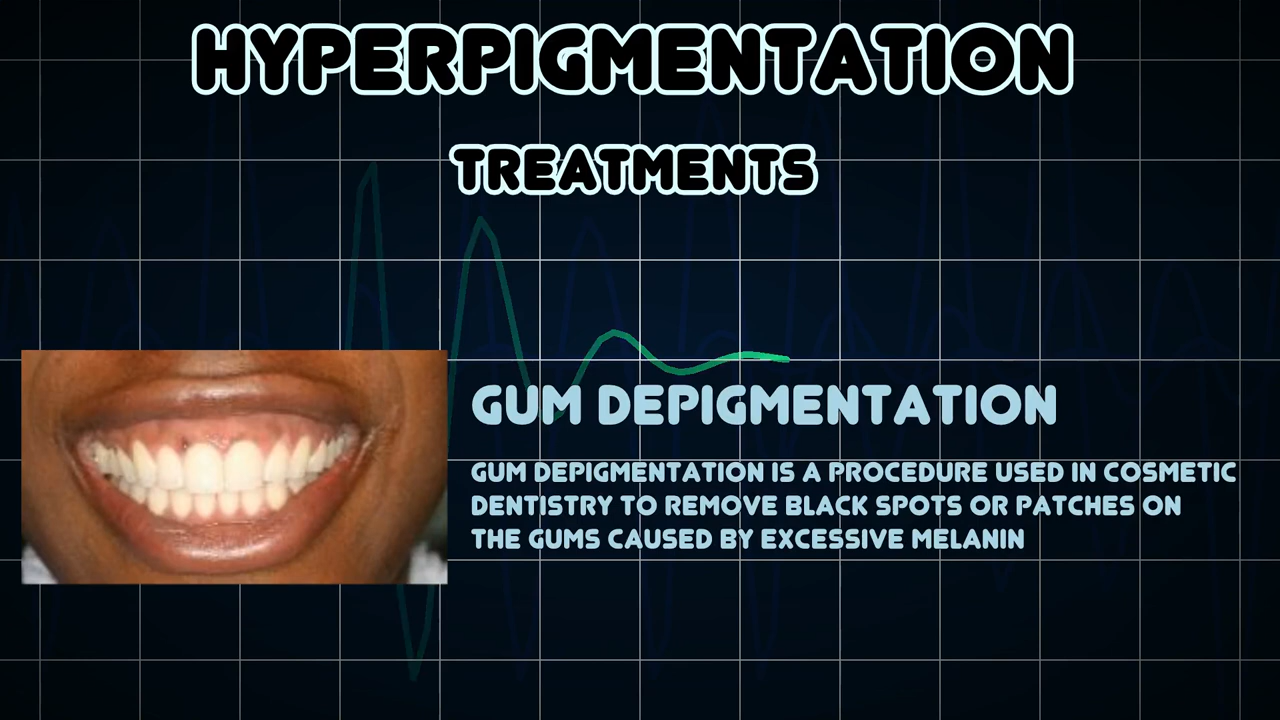 HYPERPIGMENTATION
TREATMENTS
GUM DEPIGMENTATION
GUM DEPIGMENTATION IS A PROCEDURE USED IN COSMETIC
DENTISTRY TO REMOVE BLACK SPOTS OR PATCHES ON
THE GUMS CAUSED BY EXCESSIVE MELANIN